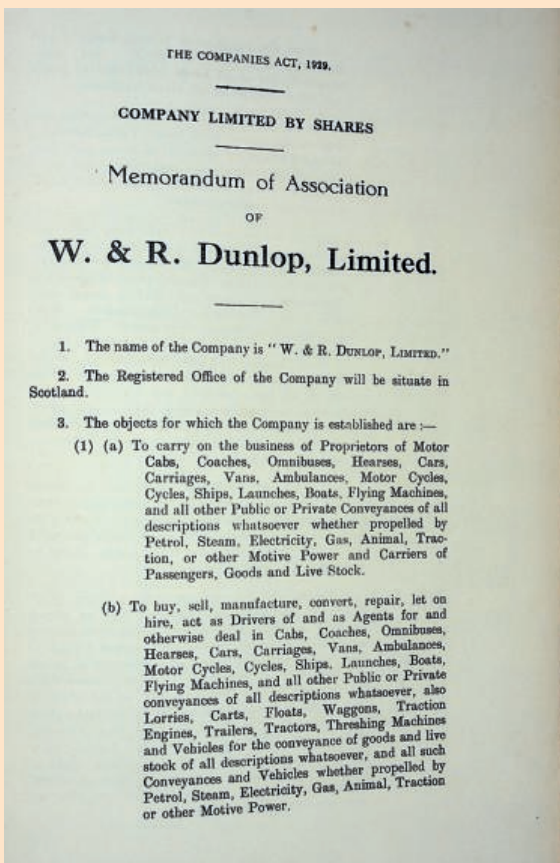 THE COMPANIES ACT, 1929.
COMPANY LIMITED BY SHARES
Memorandum of Association
OF
W. & R. Dunlop, Limited.
1. The name of the Company is "W. & R. DUNLOP, LIMITED."
2. The Registered Office of the Company will be situate in
Scotland.
3. The objects for which the Company is established are :—
(1) (a) To carry on the business of Proprietors of Motor
Cabs, Coaches, Omnibuses, Hearses, Cars,
Carriages, Vans, Ambulances, Motor Cycles,
Cycles, Ships, Launches, Boats, Flying Machines,
and all other Public or Private Conveyances of all
descriptions whatsoever whether propelled by
Petrol, Steam, Electricity, Gas, Animal, Trac-
tion, or other Motive Power and Carriers of
Passengers, Goods and Live Stock.
(b) To buy, sell, manufacture, convert, repair, let on
hire, act as Drivers of and as Agents for and
otherwise deal in Cabs, Coaches, Omnibuses,
Hearses, Cars, Carriages, Vans, Ambulances,
Motor Cycles, Cycles, Ships, Launches, Boats,
Flying Machines, and all other Public or Private
conveyances of all descriptions whatsoever, also
Lorries, Carts, Floats, Waggons, Traction
Engines, Trailers, Tractors, Threshing Machines
and Vehicles for the conveyance of goods and live
stock of all descriptions whatsoever, and all such
Conveyances and Vehicles whether propelled by
Petrol, Steam, Electricity, Gas, Animal, Traction
or other Motive Power.